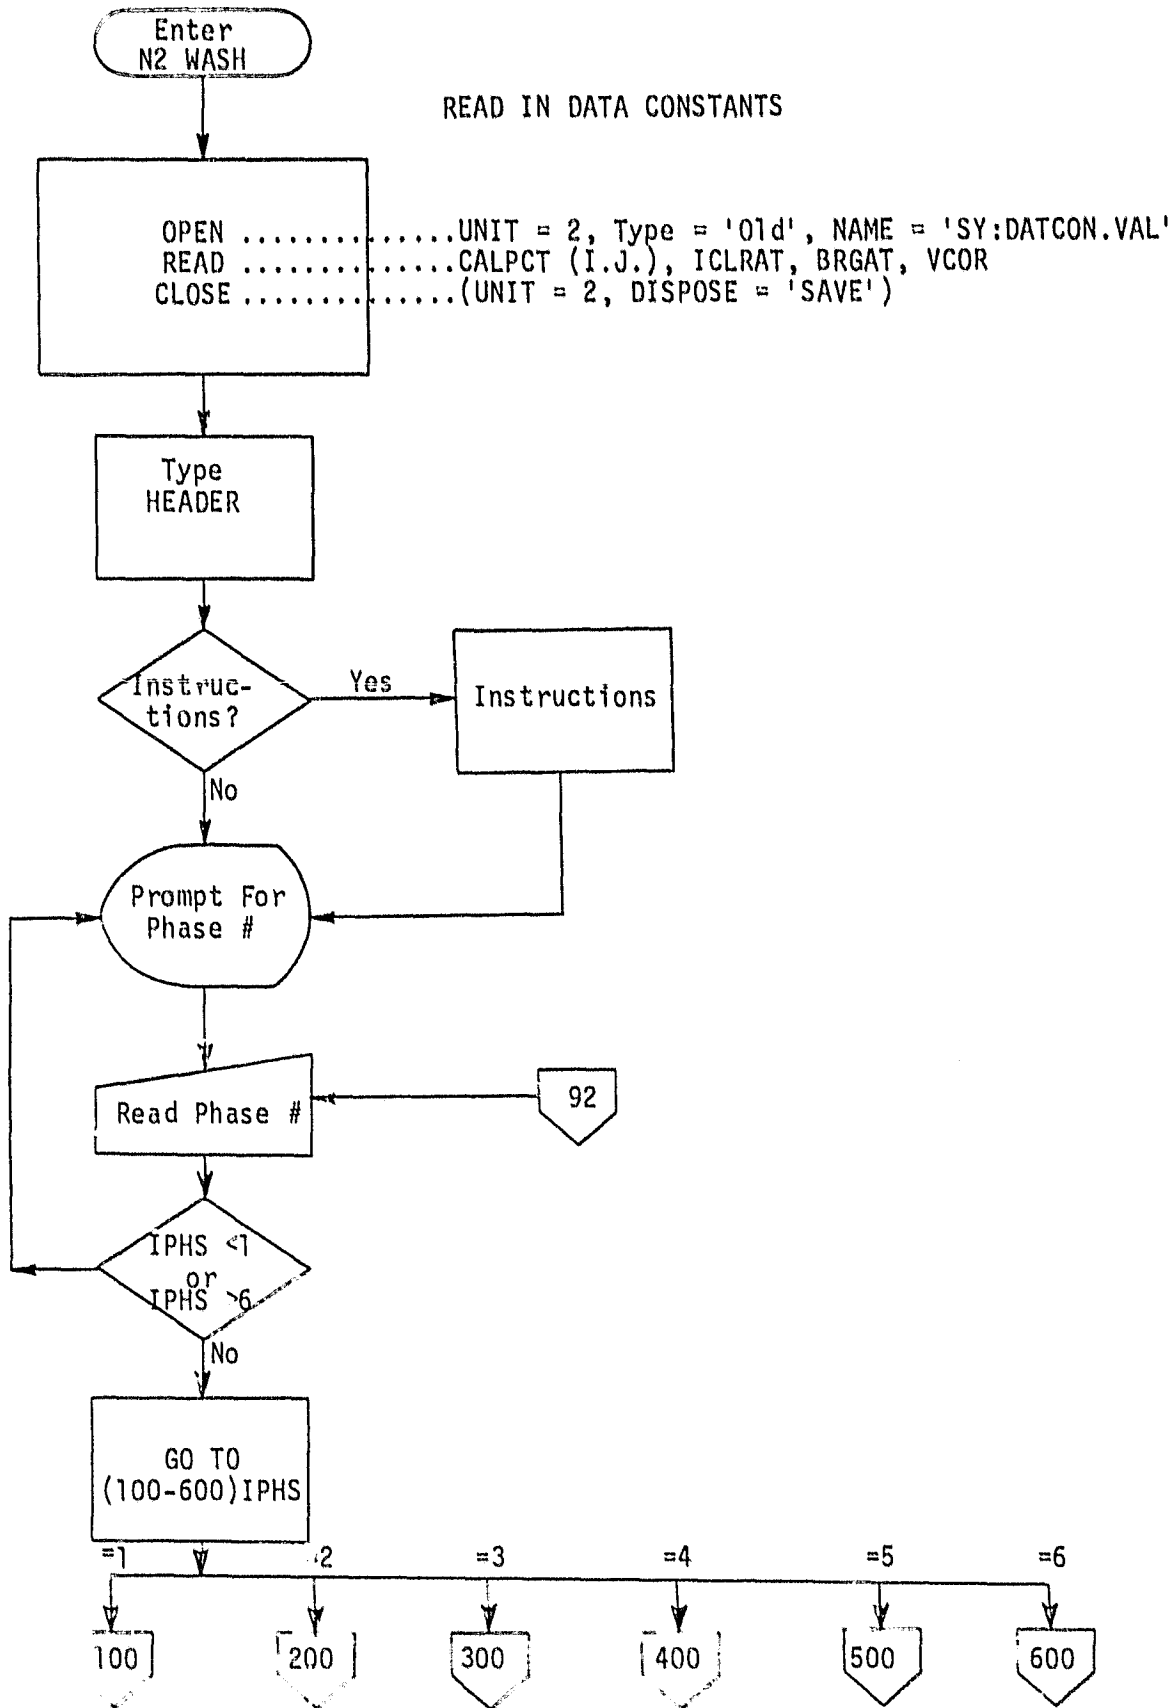 Enter
N2 WASH
READ IN DATA CONSTANTS
OPEN ..............UNIT = 2, Type = 'Old', NAME = 'SY:DATCON.VAL'
READ ..............CALPCT (I.J.), ICLRAT, BRGAT, VCOR
CLOSE ..............(UNIT = 2, DISPOSE = 'SAVE')
Type
HEADER
Instruc-
tions?
Yes
Instructions
No
Prompt For
Phase #
Read Phase #
92
IPHS <1
or
IPHS >6
No
GO TO
(100-600)IPHS
=1 =2 =3 =4 =5 =6
100 200 300 400 500 600